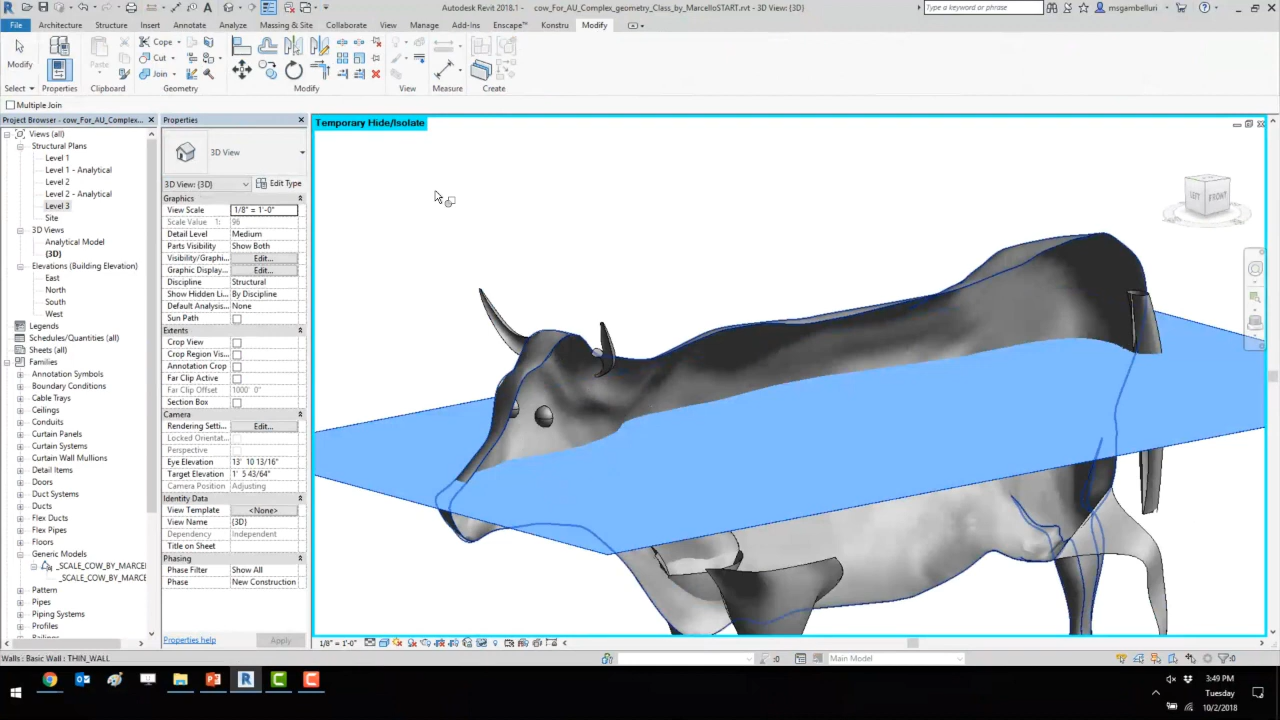 Autodesk Revit 2018.1 - cow_For_AU_Complex_geometry_Class_by_MarcelloSTART.rvt - 3D View: {3D}
Type a keyword or phrase
msgambelluri
File Architecture Structure Steel Systems Insert Annotate Analyze Massing & Site Collaborate View Manage Add-Ins Enscape™ Konstru Modify
Modify
Cope
Cut
Join
Paste
Select Properties Clipboard Geometry Modify View Measure Create
Multiple Join
Project Browser - cow_For_AU_Complex...
Views (all)
Structural Plans
Level 1
Level 1 - Analytical
Level 2
Level 2 - Analytical
Level 3
Site
3D Views
Analytical Model
{3D}
Elevations (Building Elevation)
East
North
South
West
Legends
Schedules/Quantities (all)
Sheets (all)
Families
Annotation Symbols
Boundary Conditions
Cable Trays
Ceilings
Conduits
Curtain Panels
Curtain Systems
Curtain Wall Mullions
Detail Items
Doors
Duct Systems
Ducts
Flex Ducts
Flex Pipes
Floors
Generic Models
_SCALE_COW_BY_MARCE
_SCALE_COW_BY_MARC
Pattern
Pipes
Piping Systems
Profiles
Properties
3D View
3D View: {3D} Edit Type
Graphics
View Scale 1/8" = 1'-0"
Scale Value 1: 96
Detail Level Medium
Parts Visibility Show Both
Visibility/Graphi... Edit...
Graphic Display... Edit...
Discipline Structural
Show Hidden Li... By Discipline
Default Analysis... None
Sun Path
Extents
Crop View
Crop Region Vis...
Annotation Crop
Far Clip Active
Far Clip Offset 1000' 0"
Section Box
Camera
Rendering Setti... Edit...
Locked Orientat...
Perspective
Eye Elevation 13' 10 13/16"
Target Elevation 1' 5 43/64"
Camera Position Adjusting
Identity Data
View Template <None>
View Name {3D}
Dependency Independent
Title on Sheet
Phasing
Phase Filter Show All
Phase New Construction
Properties help Apply
Temporary Hide/Isolate
LEFT FRONT
1/8" = 1'-0"
Walls : Basic Wall : THIN_WALL
:0
Main Model
:0
3:49 PM
Tuesday
10/2/2018